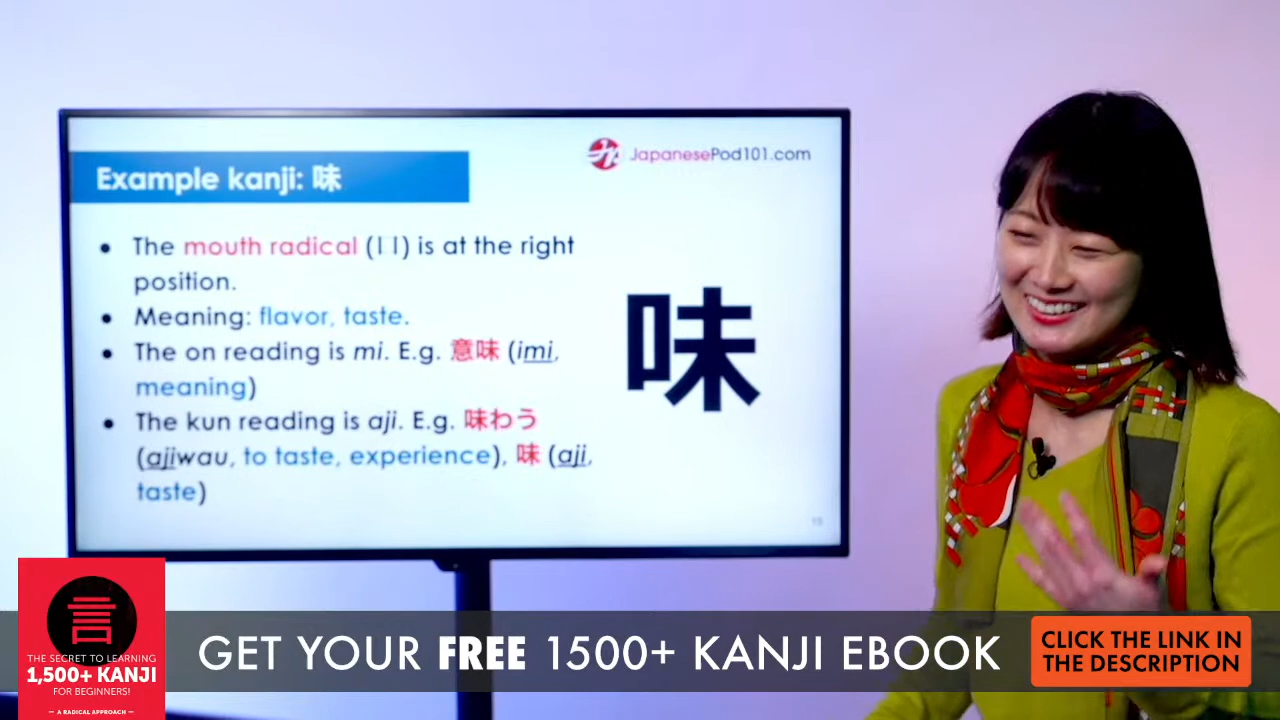 JapanesePod101.com
Example kanji: 味
● The mouth radical (口) is at the right
position.
● Meaning: flavor, taste.
● The on reading is mi. E.g. 意味 (imi,
meaning)
● The kun reading is aji. E.g. 味わう
(ajiwau, to taste, experience), 味 (aji,
taste)
味
15
言
THE SECRET TO LEARNING
1,500+ KANJI
FOR BEGINNERS!
— A RADICAL APPROACH —
GET YOUR FREE 1500+ KANJI EBOOK
CLICK THE LINK IN
THE DESCRIPTION